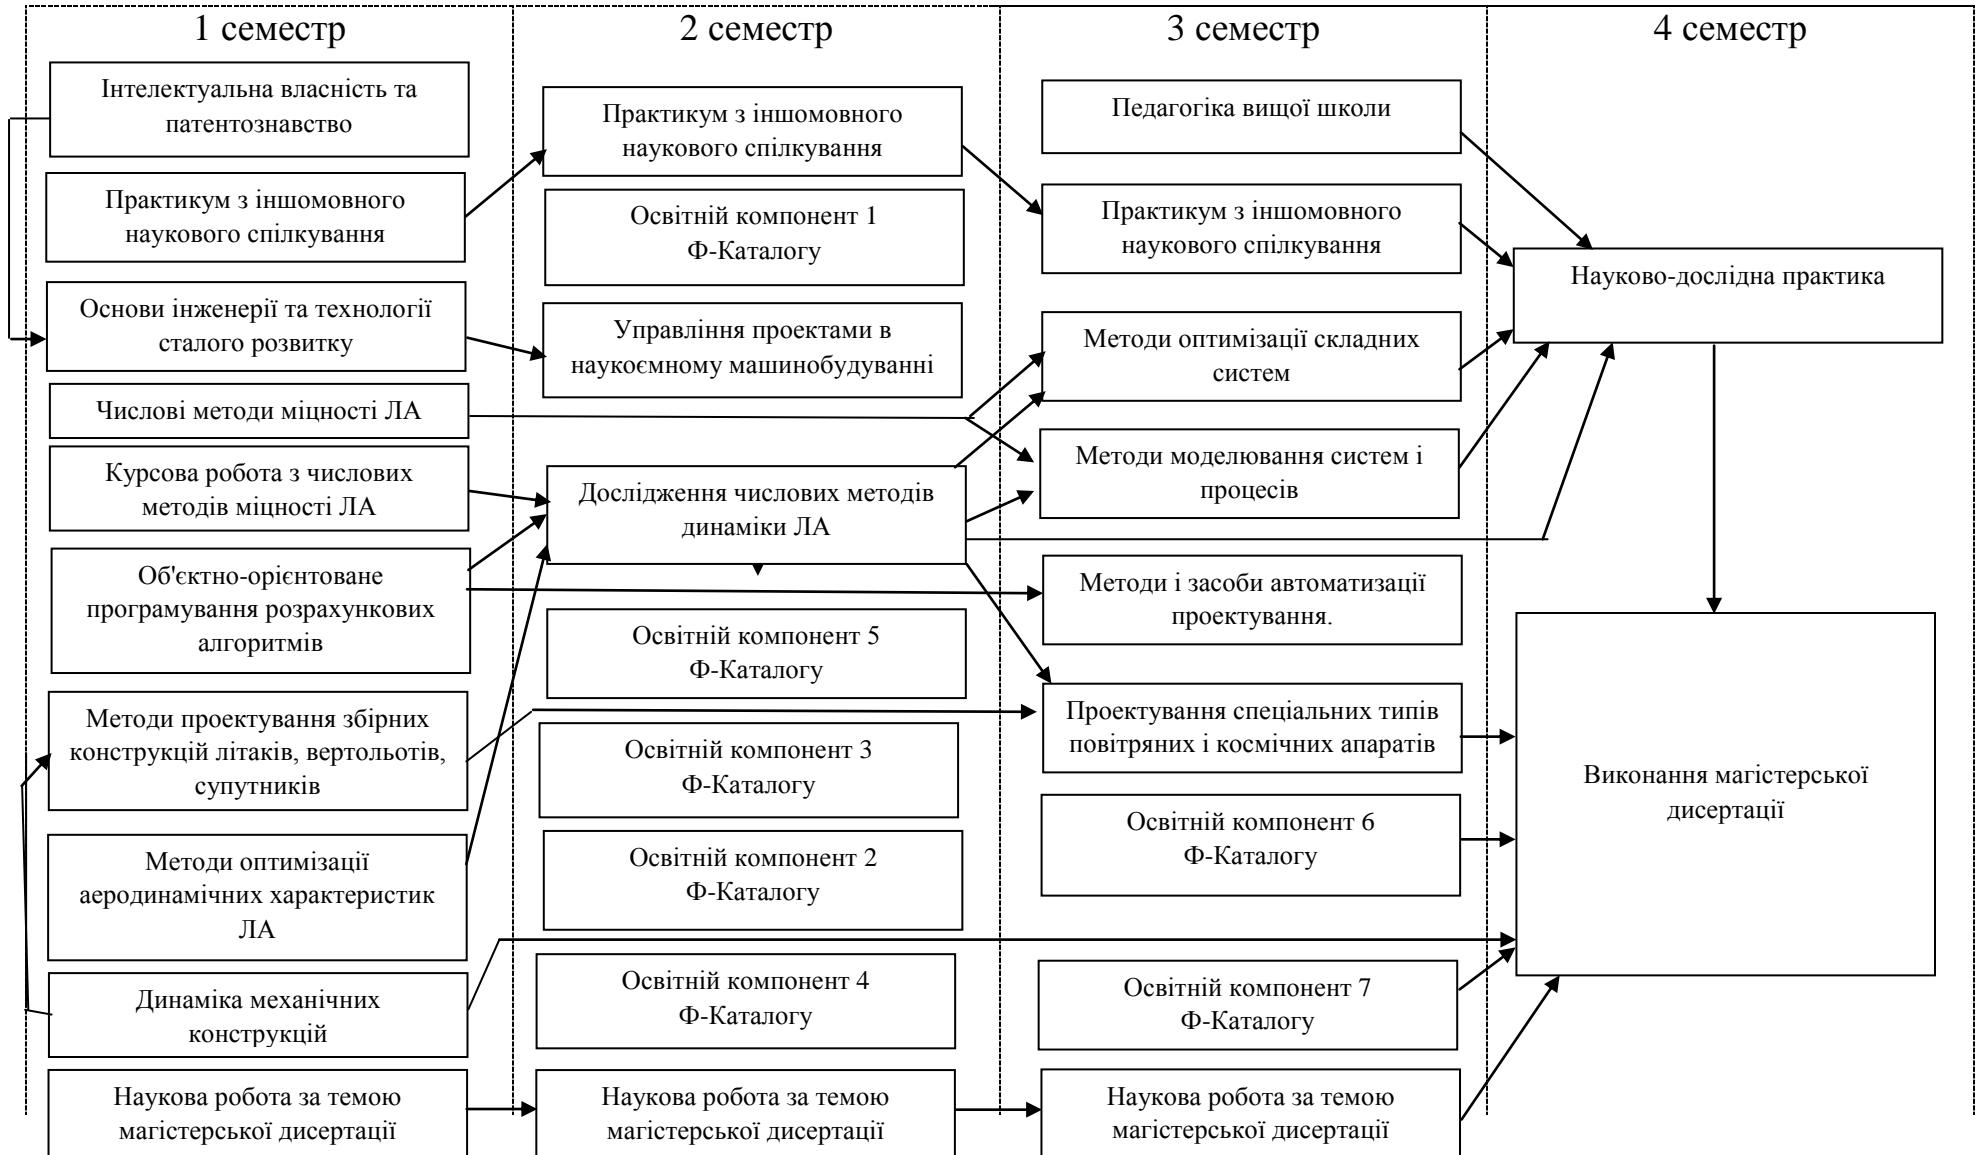 1 семестр
Інтелектуальна власність та
патентознавство
Практикум з іншомовного
наукового спілкування
Основи інженерії та технології
сталого розвитку
Числові методи міцності ЛА
Курсова робота з числових
методів міцності ЛА
Об'єктно-орієнтоване
програмування розрахункових
алгоритмів
Методи проектування збірних
конструкцій літаків, вертольотів,
супутників
Методи оптимізації
аеродинамічних характеристик
ЛА
Динаміка механічних
конструкцій
Наукова робота за темою
магістерської дисертації
2 семестр
Практикум з іншомовного
наукового спілкування
Освітній компонент 1
Ф-Каталогу
Управління проектами в
наукоємному машинобудуванні
Дослідження числових методів
динаміки ЛА
Освітній компонент 5
Ф-Каталогу
Освітній компонент 3
Ф-Каталогу
Освітній компонент 2
Ф-Каталогу
Освітній компонент 4
Ф-Каталогу
Наукова робота за темою
магістерської дисертації
3 семестр
Педагогіка вищої школи
Практикум з іншомовного
наукового спілкування
Методи оптимізації складних
систем
Методи моделювання систем і
процесів
Методи і засоби автоматизації
проектування.
Проектування спеціальних типів
повітряних і космічних апаратів
Освітній компонент 6
Ф-Каталогу
Освітній компонент 7
Ф-Каталогу
Наукова робота за темою
магістерської дисертації
4 семестр
Науково-дослідна практика
Виконання магістерської
дисертації